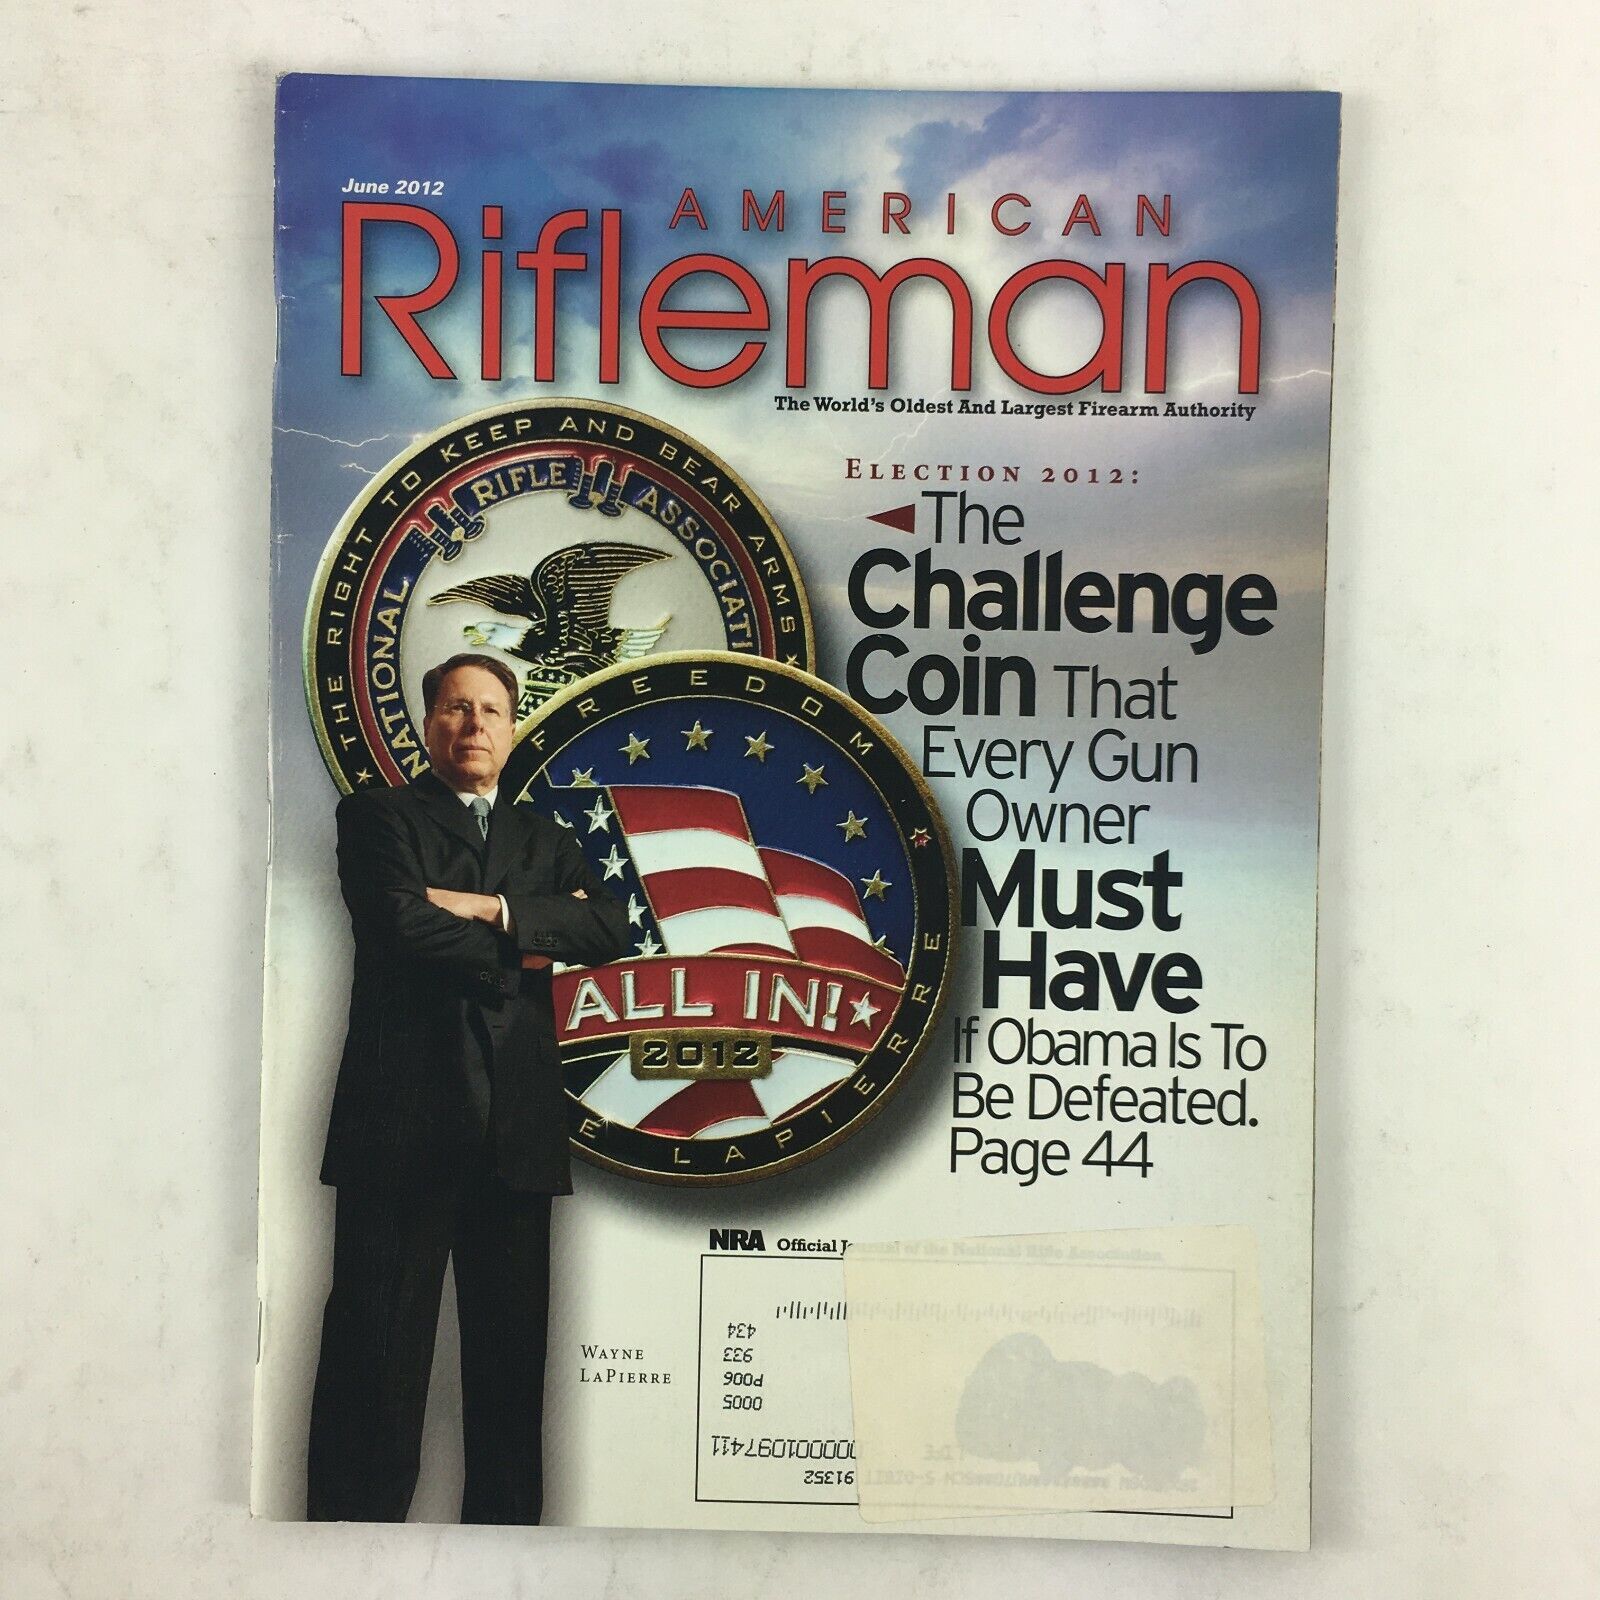 June 2012
AMERICAN
Rifleman
The World's Oldest And Largest Firearm Authority
ELECTION 2012:
The
Challenge
Coin That
Every Gun
Owner
Must
Have
If Obama Is To
Be Defeated.
Page 44
★ THE RIGHT TO KEEP AND BEAR ARMS ★
NATIONAL RIFLE ASSOCIATI
FREEDOM
ALL IN!
2012
E LAPIERRE
NRA Official Journal of the National Rifle Association
WAYNE
LAPIERRE
434
933
P006
0005
000001097411
91352